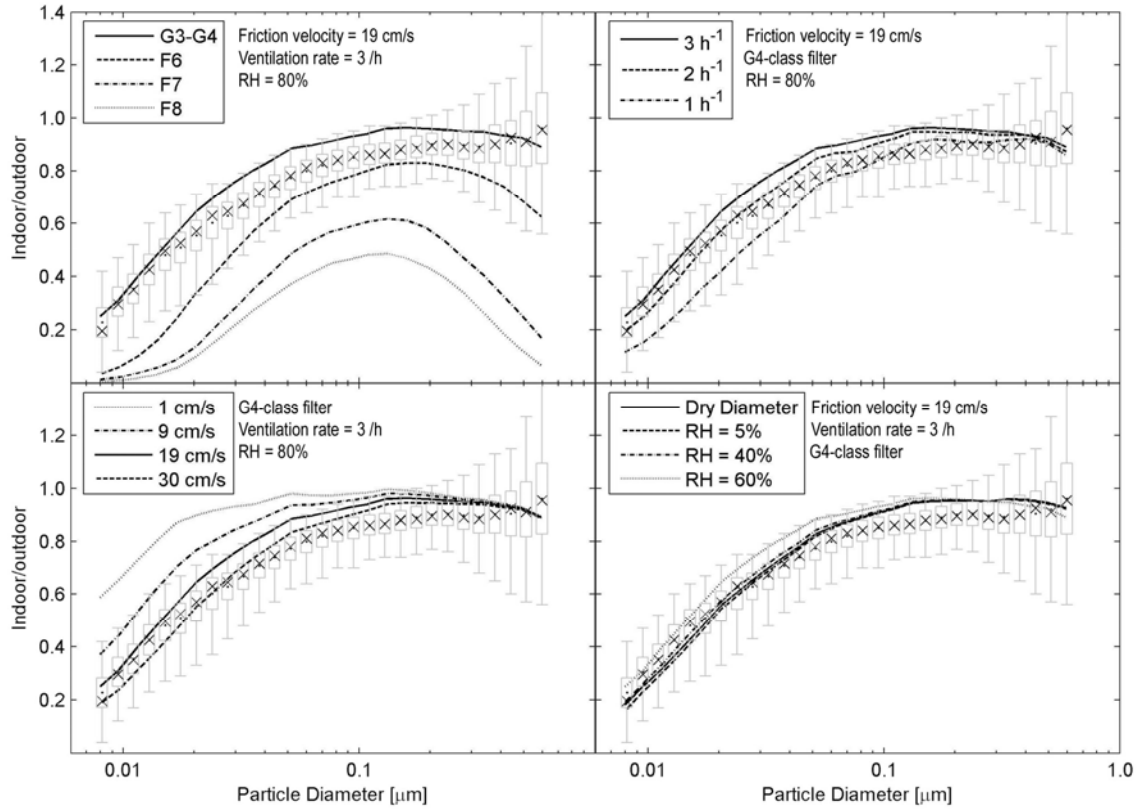 1.4
1.2
1.0
0.8
0.6
0.4
0.2
Indoor/outdoor
G3-G4
F6
F7
F8
Friction velocity = 19 cm/s
Ventilation rate = 3 /h
RH = 80%
3 h⁻¹
2 h⁻¹
1 h⁻¹
Friction velocity = 19 cm/s
G4-class filter
RH = 80%
1.2
1.0
0.8
0.6
0.4
0.2
Indoor/outdoor
1 cm/s
9 cm/s
19 cm/s
30 cm/s
G4-class filter
Ventilation rate = 3 /h
RH = 80%
Dry Diameter
RH = 5%
RH = 40%
RH = 60%
Friction velocity = 19 cm/s
Ventilation rate = 3 /h
G4-class filter
0.01
0.1
0.01
0.1
1.0
Particle Diameter [μm]
Particle Diameter [μm]